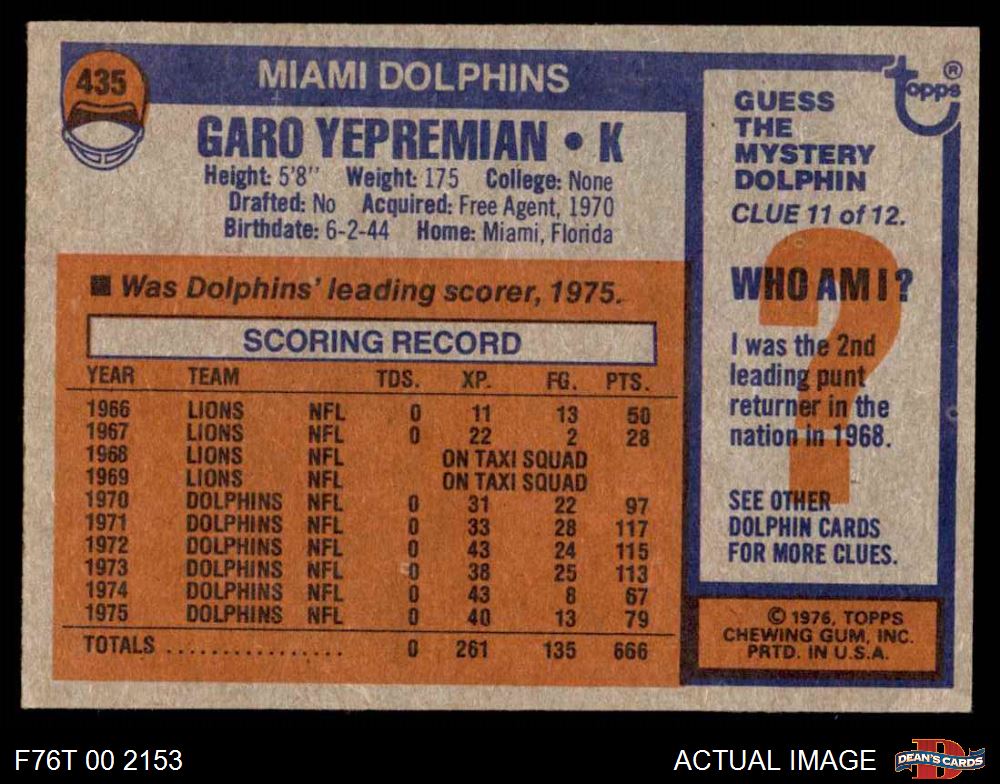 435
MIAMI DOLPHINS
GARO YEPREMIAN • K
Height: 5'8" Weight: 175 College: None
Drafted: No Acquired: Free Agent, 1970
Birthdate: 6-2-44 Home: Miami, Florida
■ Was Dolphins' leading scorer, 1975.
SCORING RECORD
YEAR TEAM TDS. XP. FG. PTS.
1966 LIONS NFL 0 11 13 50
1967 LIONS NFL 0 22 2 28
1968 LIONS NFL ON TAXI SQUAD
1969 LIONS NFL ON TAXI SQUAD
1970 DOLPHINS NFL 0 31 22 97
1971 DOLPHINS NFL 0 33 28 117
1972 DOLPHINS NFL 0 43 24 115
1973 DOLPHINS NFL 0 38 25 113
1974 DOLPHINS NFL 0 43 8 67
1975 DOLPHINS NFL 0 40 13 79
TOTALS ................. 0 261 135 666
topps ®
GUESS
THE
MYSTERY
DOLPHIN
CLUE 11 of 12.
?
WHO AM I?
I was the 2nd
leading punt
returner in the
nation in 1968.
SEE OTHER
DOLPHIN CARDS
FOR MORE CLUES.
© 1976, TOPPS
CHEWING GUM, INC.
PRTD. IN U.S.A.
F76T 00 2153
ACTUAL IMAGE
D
DEAN'S CARDS